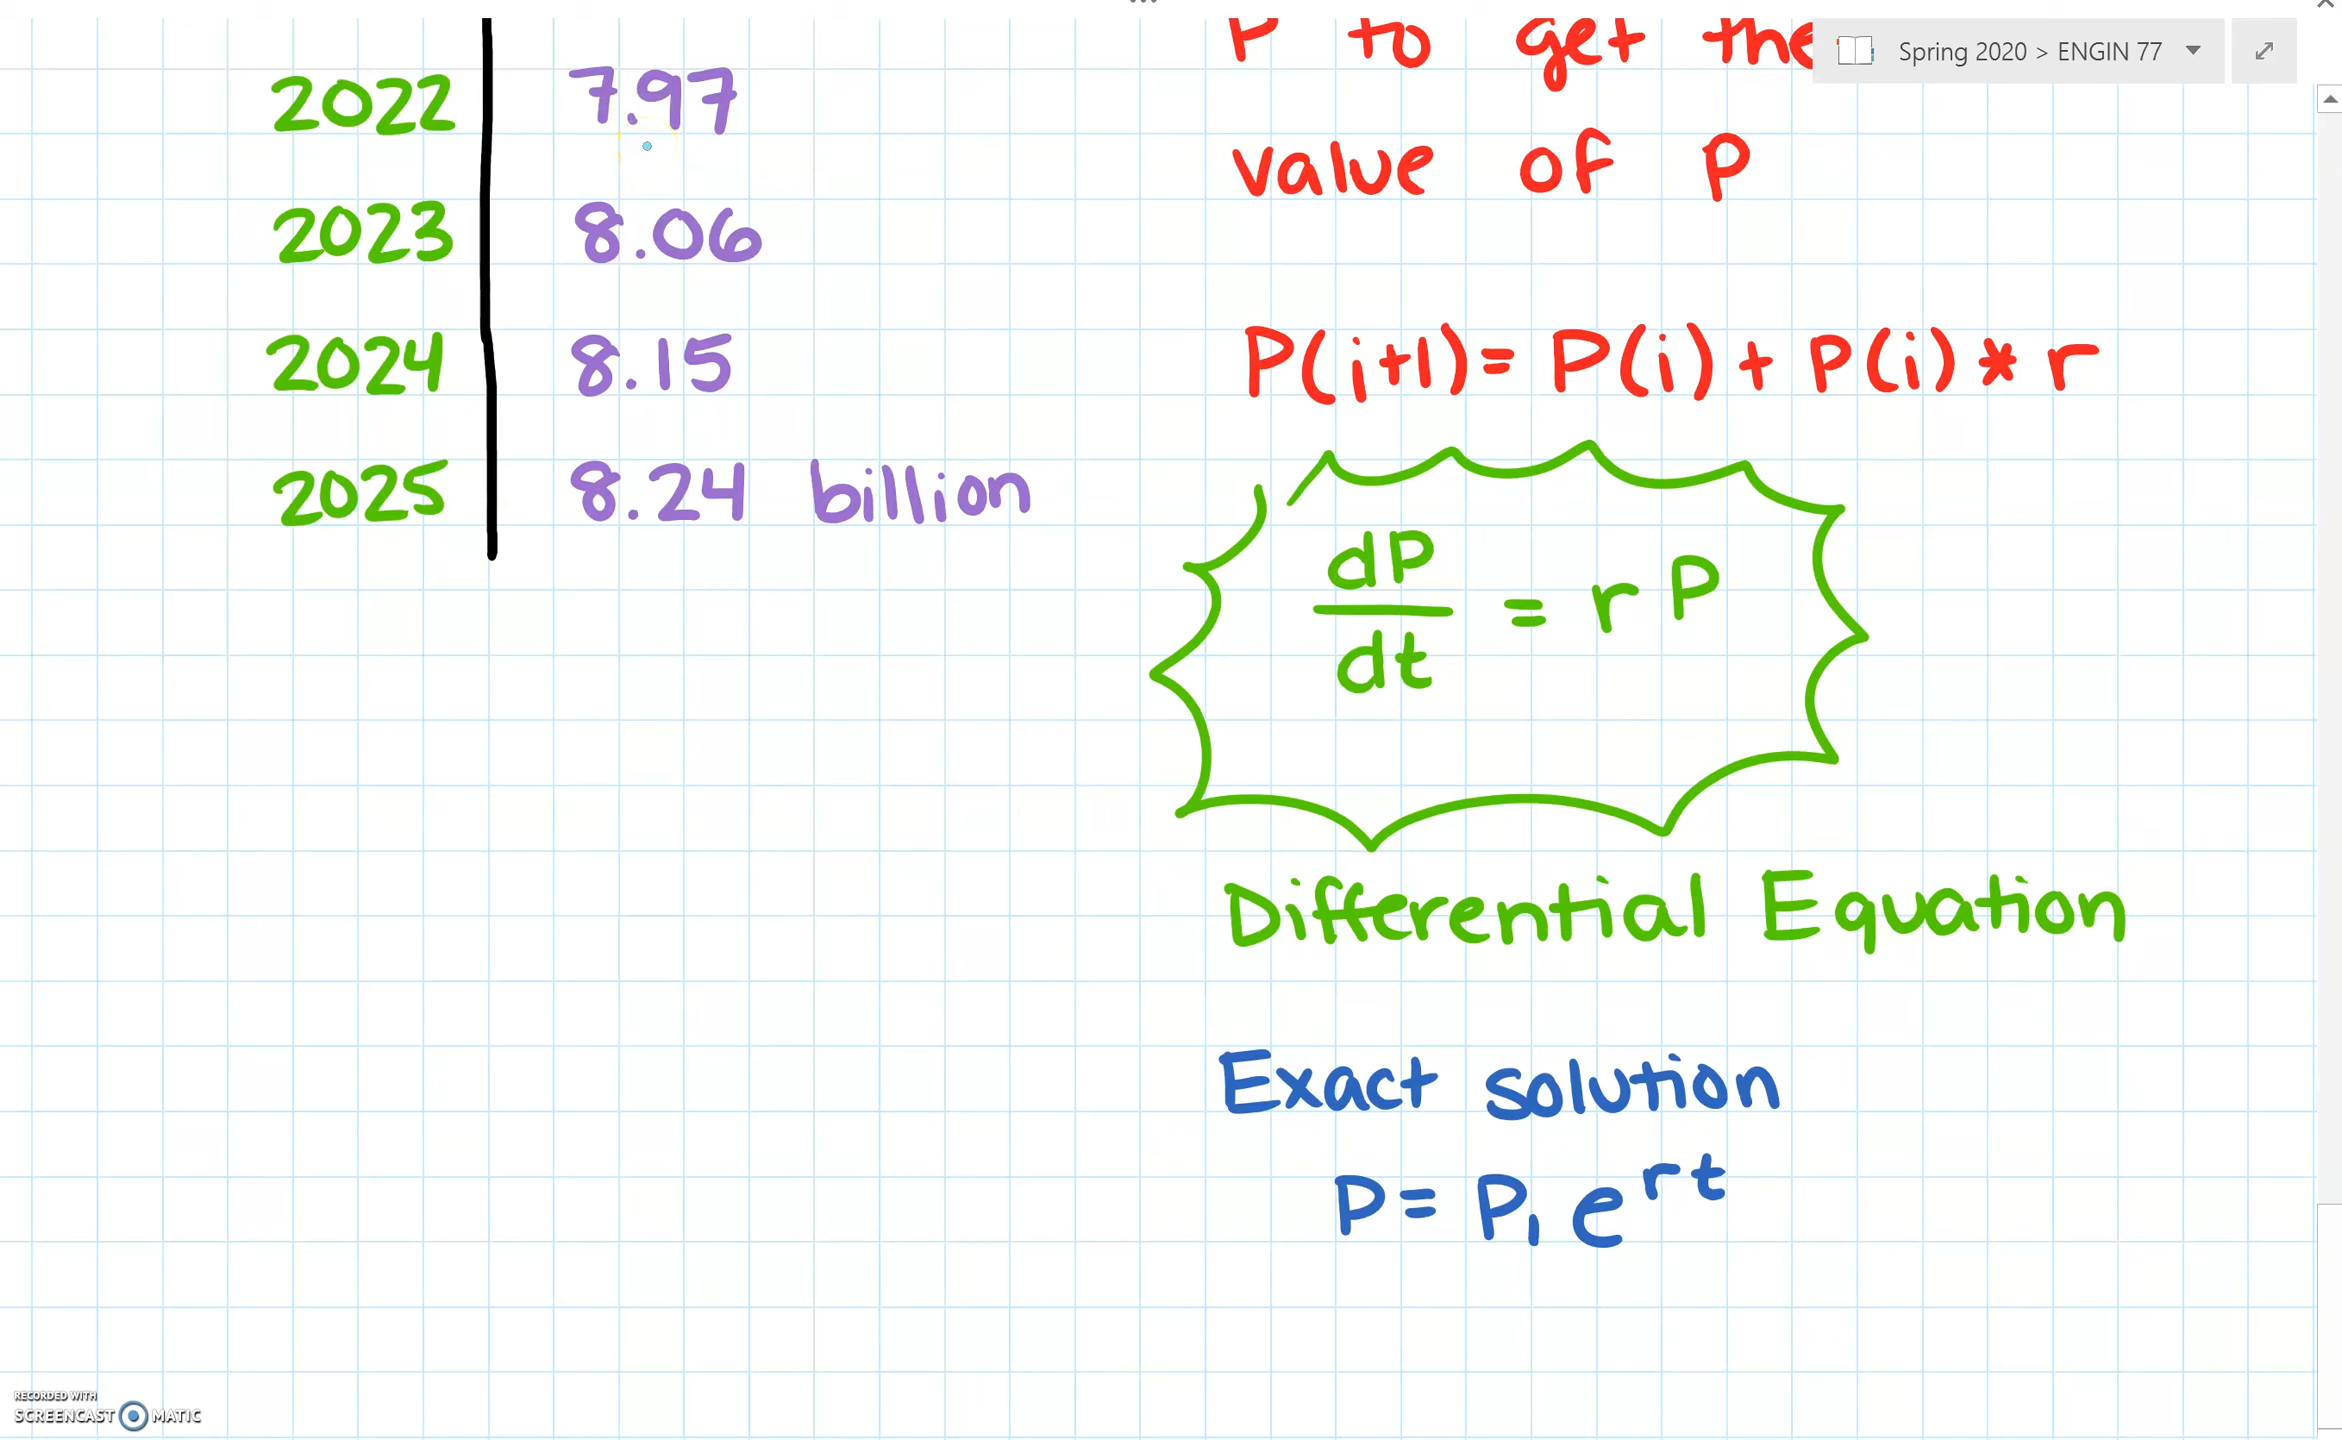 Spring 2020 > ENGIN 77
2022 7.97
2023 8.06
2024 8.15
2025 8.24 billion
r to get the
value of P
P(i+1) = P(i) + P(i) * r
dP
dt
= r P
Differential Equation
Exact solution
P = P₁ e^rt
RECORDED WITH
SCREENCAST MATIC